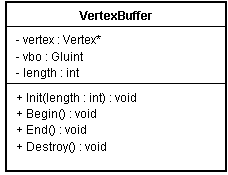 VertexBuffer
- vertex : Vertex*
- vbo : Gluint
- length : int
+ Init(length : int) : void
+ Begin() : void
+ End() : void
+ Destroy() : void